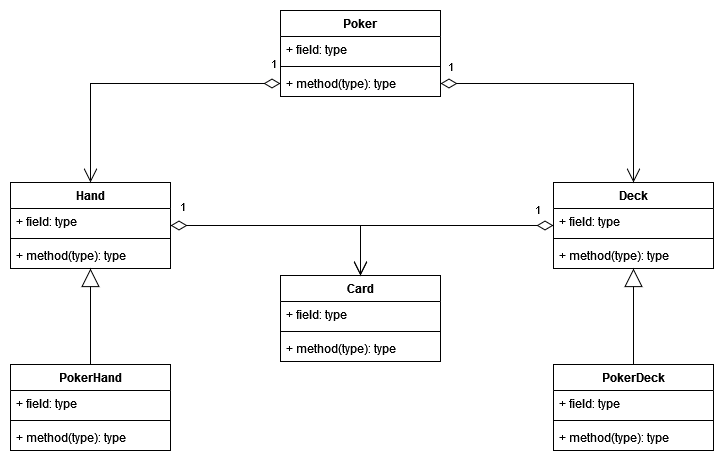 Poker
+ field: type
+ method(type): type
1
1
Hand
+ field: type
+ method(type): type
1
Deck
+ field: type
+ method(type): type
1
Card
+ field: type
+ method(type): type
PokerHand
+ field: type
+ method(type): type
PokerDeck
+ field: type
+ method(type): type